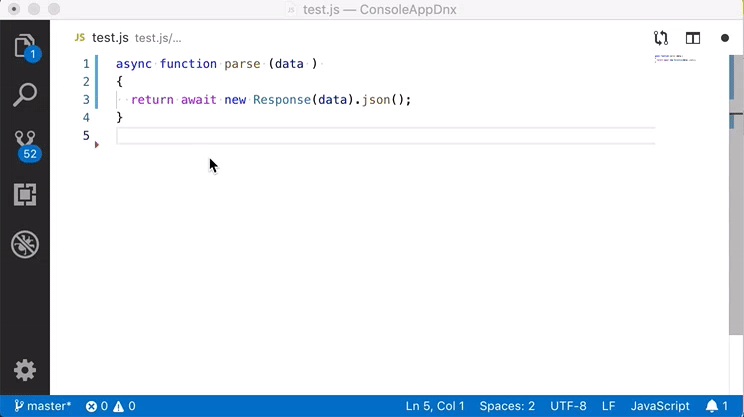 JS test.js — ConsoleAppDnx
JS test.js test.js/...
1
1 async function parse (data )
2 {
3 return await new Response(data).json();
4 }
5
52
master* 0 0 Ln 5, Col 1 Spaces: 2 UTF-8 LF JavaScript 1